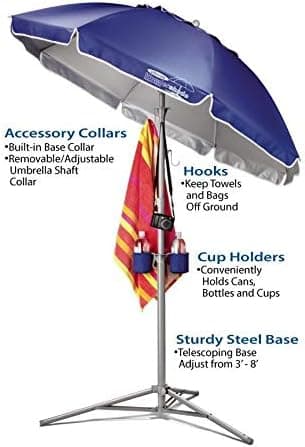 Accessory Collars
•Built-in Base Collar
•Removable/Adjustable
Umbrella Shaft
Collar
Hooks
•Keep Towels
and Bags
Off Ground
Cup Holders
•Conveniently
Holds Cans,
Bottles and Cups
Sturdy Steel Base
•Telescoping Base
Adjust from 3' - 8'